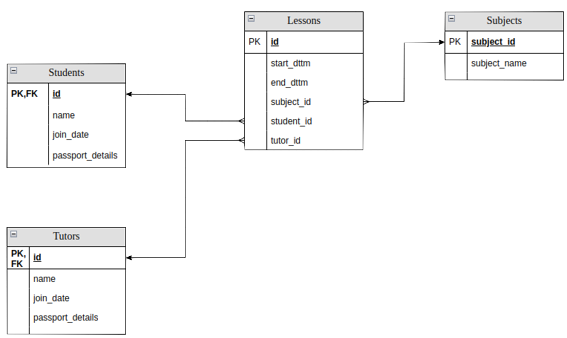 Lessons
PK id
start_dttm
end_dttm
subject_id
student_id
tutor_id
Subjects
PK subject_id
subject_name
Students
PK,FK id
name
join_date
passport_details
Tutors
PK, FK id
name
join_date
passport_details